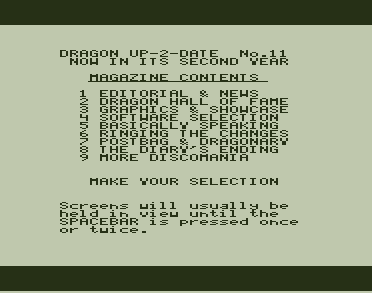 DRAGON UP-2-DATE No.11
NOW IN ITS SECOND YEAR
MAGAZINE CONTENTS
1 EDITORIAL & NEWS
2 DRAGON HALL OF FAME
3 GRAPHICS & SHOWCASE
4 SOFTWARE SELECTION
5 BASICALLY SPEAKING
6 RINGING THE CHANGES
7 POSTBAG & DRAGONARY
8 THE DIARY'S ENDING
9 MORE DISCOMANIA
MAKE YOUR SELECTION
Screens will usually be
held in view until the
SPACEBAR is pressed once
or twice.